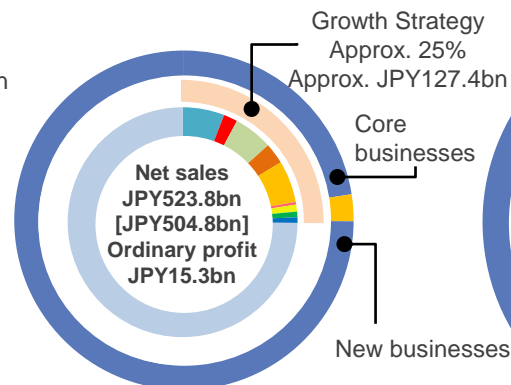 Growth Strategy
Approx. 25%
Approx. JPY127.4bn
n
Core
businesses
Net sales
JPY523.8bn
[JPY504.8bn]
Ordinary profit
JPY15.3bn
New businesses